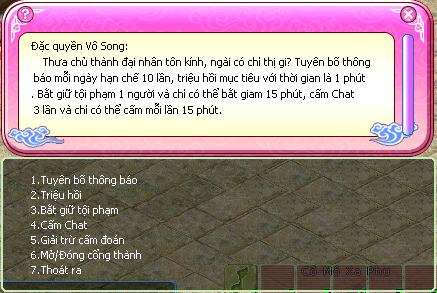 Đặc quyền Vô Song:
Thưa chủ thành đại nhân tôn kính, ngài có chỉ thị gì? Tuyên bố thông
báo mỗi ngày hạn chế 10 lần, triệu hồi mục tiêu với thời gian là 1 phút
. Bắt giữ tội phạm 1 người và chỉ có thể bắt giam 15 phút, cấm Chat
3 lần và chỉ có thể cấm mỗi lần 15 phút.
1.Tuyên bố thông báo
2.Triệu hồi
3.Bắt giữ tội phạm
4.Cấm Chat
5.Giải trừ cấm đoán
6.Mở/Đóng cổng thành
7.Thoát ra
Cô Mộ Xa Phu